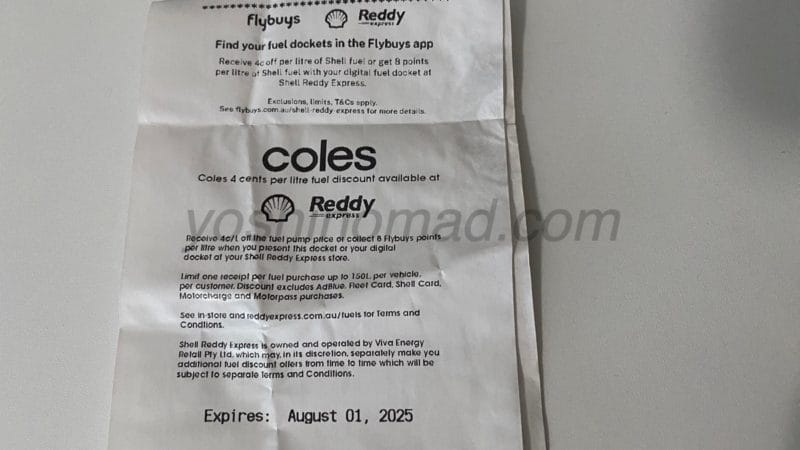 flybuys Reddy express
Find your fuel dockets in the Flybuys app
Receive 4c off per litre of Shell fuel or get 8 points
per litre of Shell fuel with your digital fuel docket at
Shell Reddy Express.
Exclusions, limits, T&Cs apply.
See flybuys.com.au/shell-reddy-express for more details.
coles
Coles 4 cents per litre fuel discount available at
Reddy express
yoshinomad.com
Receive 4c/L off the fuel pump price or collect 8 Flybuys points
per litre when you present this docket or your digital
docket at your Shell Reddy Express store.
Limit one receipt per fuel purchase up to 150L, per vehicle,
per customer. Discount excludes AdBlue, Fleet Card, Shell Card,
Motorcharge and Motorpass purchases.
See in-store and reddyexpress.com.au/fuels for Terms and
Conditions.
Shell Reddy Express is owned and operated by Viva Energy
Retail Pty Ltd, which may, in its discretion, separately make you
additional fuel discount offers from time to time which will be
subject to separate Terms and Conditions.
Expires: August 01, 2025